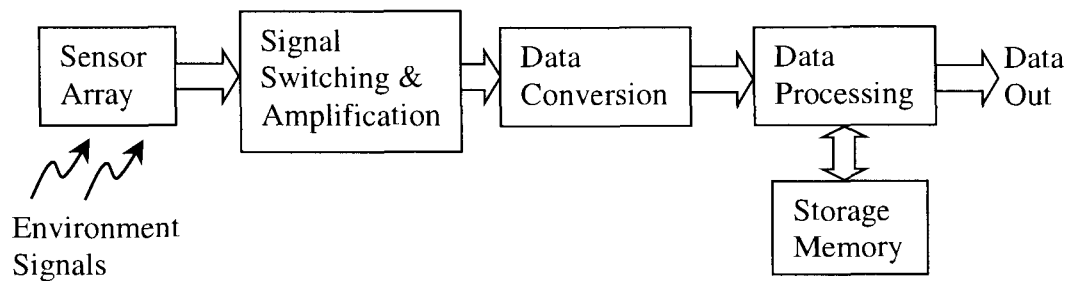 Sensor
Array
Signal
Switching &
Amplification
Data
Conversion
Data
Processing
Data
Out
Storage
Memory
Environment
Signals